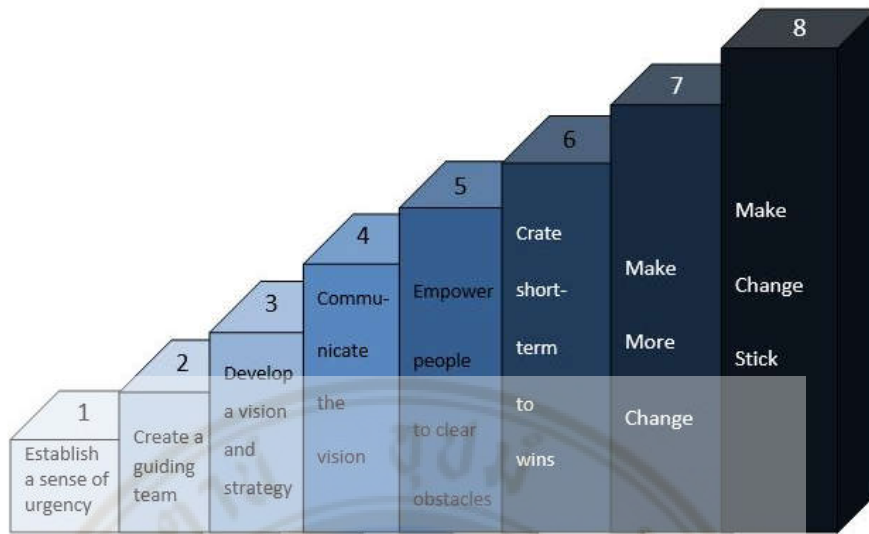 1
Establish
a sense of
urgency
2
Create a
guiding
team
3
Develop
a vision
and
strategy
4
Commu-
nicate
the
vision
5
Empower
people
to clear
obstacles
6
Crate
short-
term
to
wins
7
Make
More
Change
8
Make
Change
Stick